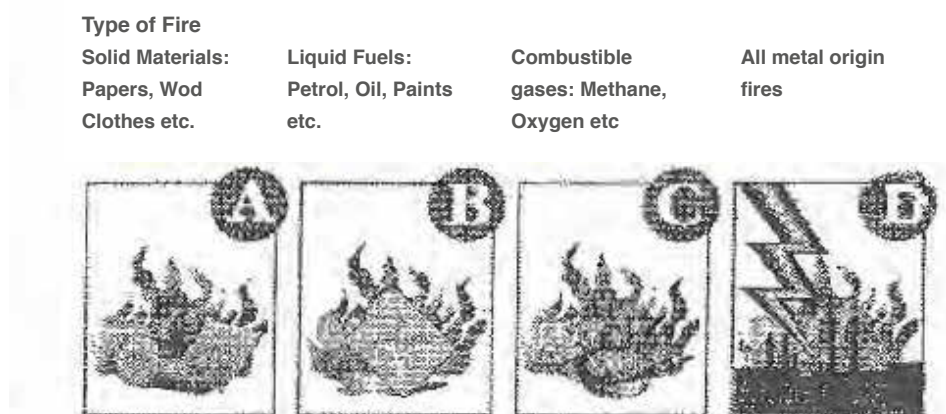 Type of Fire
Solid Materials:
Papers, Wod
Clothes etc.
Liquid Fuels:
Petrol, Oil, Paints
etc.
Combustible
gases: Methane,
Oxygen etc
All metal origin
fires
A
B
C
E